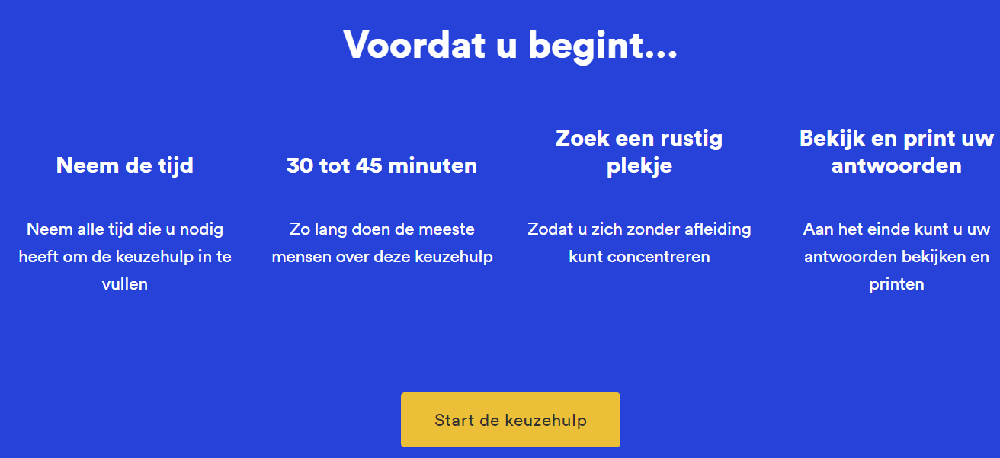 Voordat u begint...
Neem de tijd
Neem alle tijd die u nodig
heeft om de keuzehulp in te
vullen
30 tot 45 minuten
Zo lang doen de meeste
mensen over deze keuzehulp
Zoek een rustig
plekje
Zodat u zich zonder afleiding
kunt concentreren
Bekijk en print uw
antwoorden
Aan het einde kunt u uw
antwoorden bekijken en
printen
Start de keuzehulp